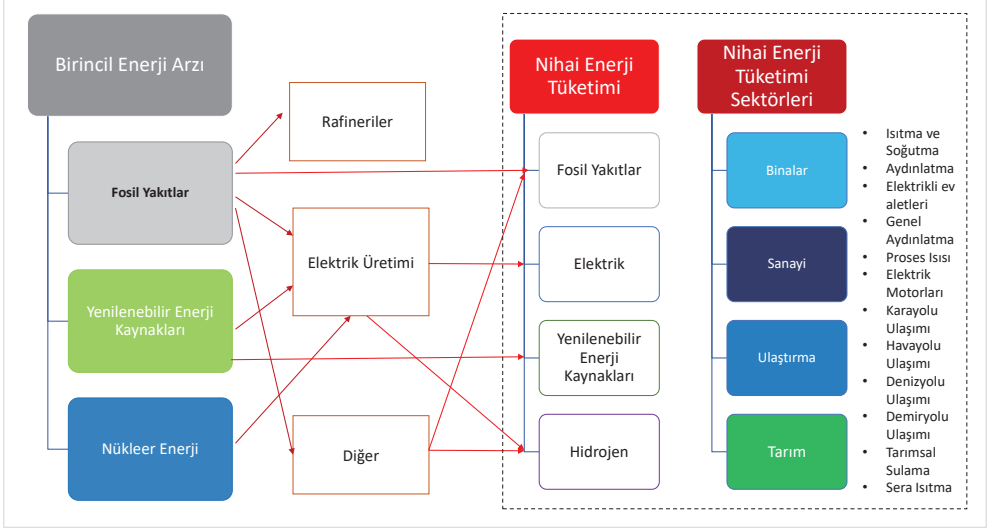 Birincil Enerji Arzı
Fosil Yakıtlar
Yenilenebilir Enerji
Kaynakları
Nükleer Enerji
Rafineriler
Elektrik Üretimi
Diğer
Nihai Enerji
Tüketimi
Fosil Yakıtlar
Elektrik
Yenilenebilir
Enerji
Kaynakları
Hidrojen
Nihai Enerji
Tüketimi
Sektörleri
Binalar
Sanayi
Ulaştırma
Tarım
• Isıtma ve
Soğutma
• Aydınlatma
• Elektrikli ev
aletleri
• Genel
Aydınlatma
• Proses Isısı
• Elektrik
Motorları
• Karayolu
Ulaşımı
• Havayolu
Ulaşımı
• Denizyolu
Ulaşımı
• Demiryolu
Ulaşımı
• Tarımsal
Sulama
• Sera Isıtma